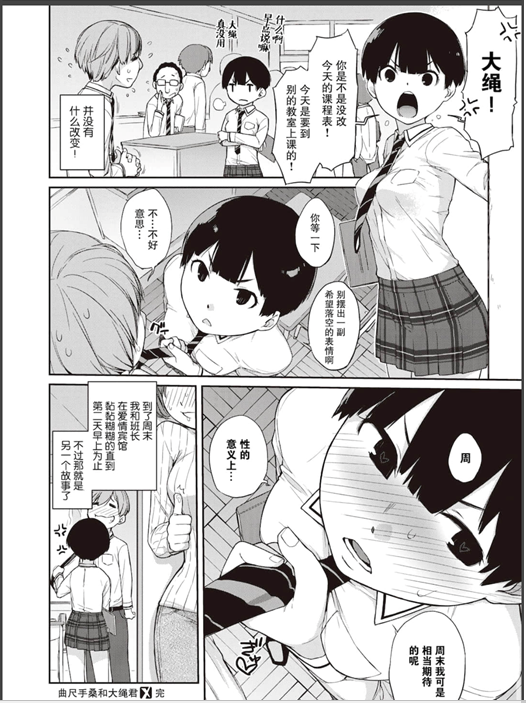 大绳！
你是不是没改
今天的课程表！
今天是要到
别的教室上课的！
什么啊
早点说嘛
大绳
真没用
并没有
什么改变！
你等一下
不…不好
意思…
别摆出一副
希望落空的表情啊
周
性的
意义上…
周末我可是
相当期待
的呢
到了周末
我和班长
在爱情宾馆
黏黏糊糊的直到
第二天早上为止
不过那就是
另一个故事了
曲尺手桑和大绳君 完